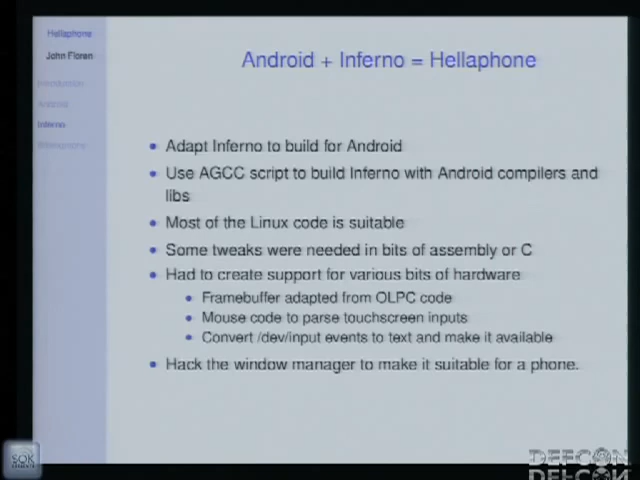 Hellaphone
John Floren
Introduction
Android
Inferno
Hellaphone
Android + Inferno = Hellaphone
Adapt Inferno to build for Android
Use AGCC script to build Inferno with Android compilers and
libs
Most of the Linux code is suitable
Some tweaks were needed in bits of assembly or C
Had to create support for various bits of hardware
Framebuffer adapted from OLPC code
Mouse code to parse touchscreen inputs
Convert /dev/input events to text and make it available
Hack the window manager to make it suitable for a phone.
DEFCON